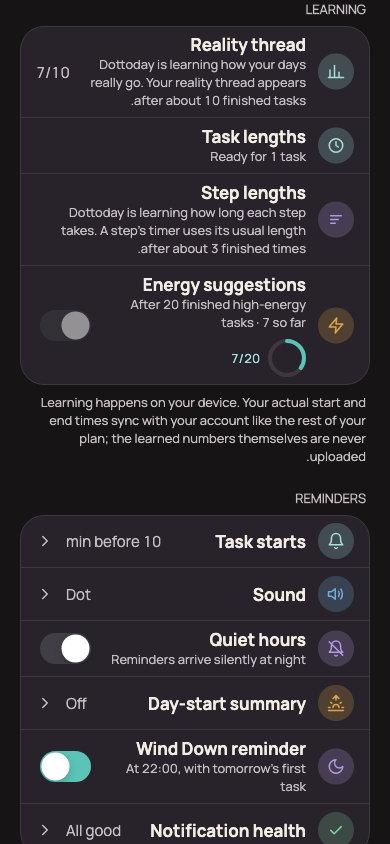 LEARNING
Reality thread
7/10
Dottoday is learning how your days
really go. Your reality thread appears
.after about 10 finished tasks
Task lengths
Ready for 1 task
Step lengths
Dottoday is learning how long each step
takes. A step's timer uses its usual length
.after about 3 finished times
Energy suggestions
After 20 finished high-energy
tasks · 7 so far
7/20
Learning happens on your device. Your actual start and
end times sync with your account like the rest of your
plan; the learned numbers themselves are never
.uploaded
REMINDERS
Task starts
min before 10
Sound
Dot
Quiet hours
Reminders arrive silently at night
Day-start summary
Off
Wind Down reminder
At 22:00, with tomorrow's first
task
Notification health
All good